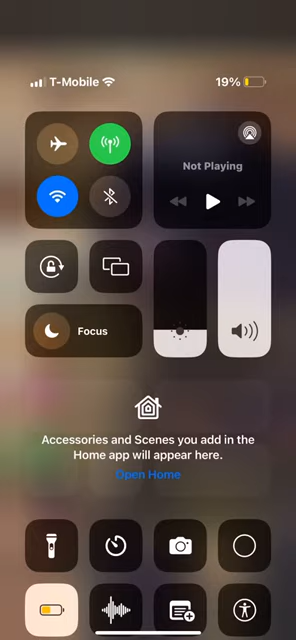 T-Mobile 19%
Not Playing
Focus
Accessories and Scenes you add in the
Home app will appear here.
Open Home